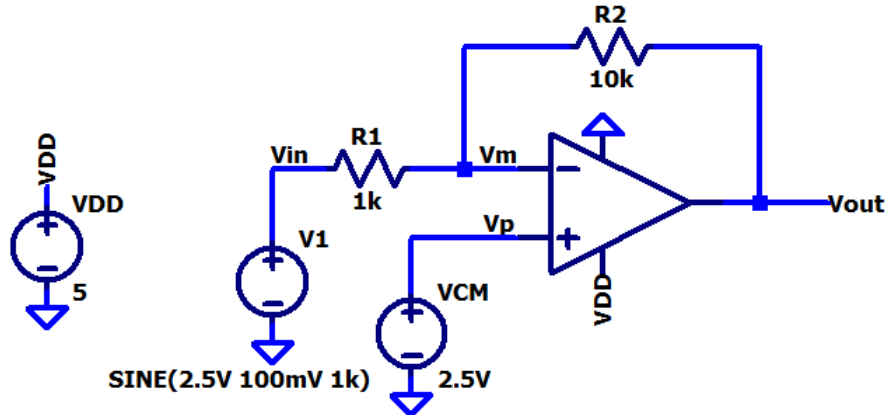 R2
10k
VDD
VDD
5
Vin
R1
1k
Vm
Vp
V1
SINE(2.5V 100mV 1k)
VCM
2.5V
VDD
Vout